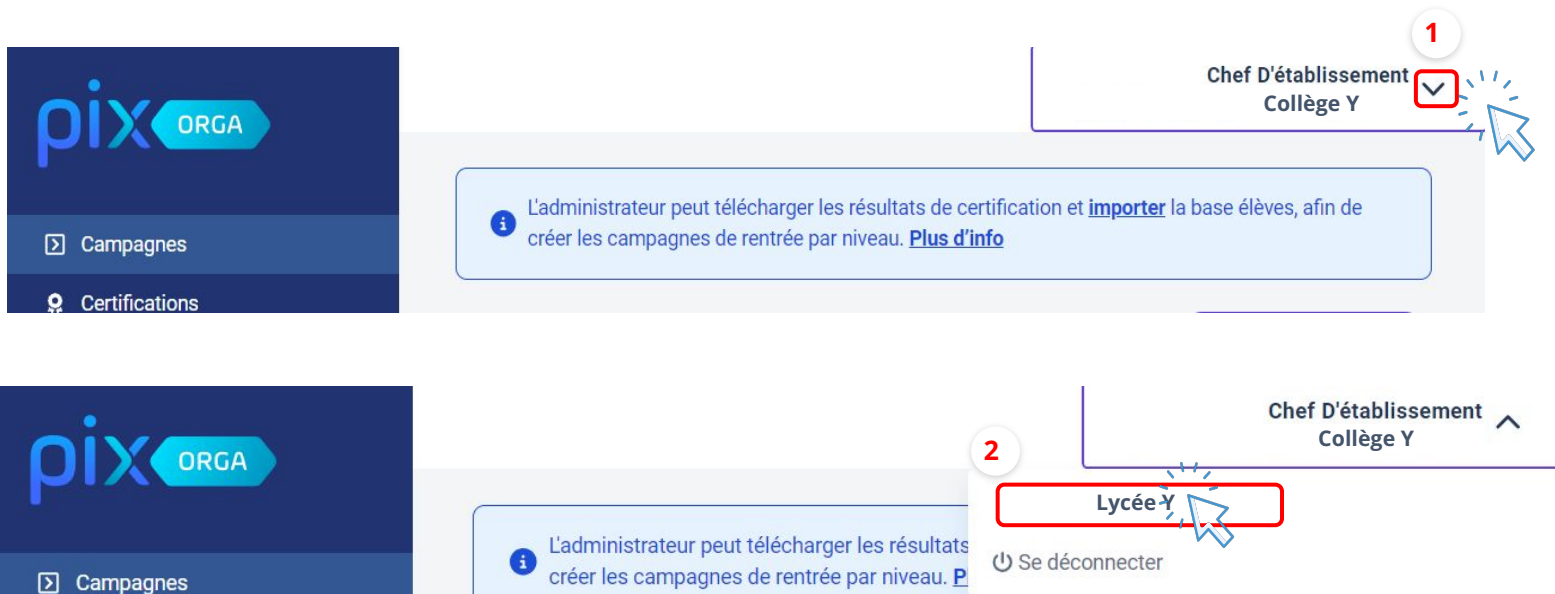 1
Chef D'établissement
Collège Y
pix ORGA
L'administrateur peut télécharger les résultats de certification et importer la base élèves, afin de
créer les campagnes de rentrée par niveau. Plus d'info
Campagnes
Certifications
Chef D'établissement
Collège Y
pix ORGA
2
Lycée Y
L'administrateur peut télécharger les résultats
créer les campagnes de rentrée par niveau. P
Se déconnecter
Campagnes